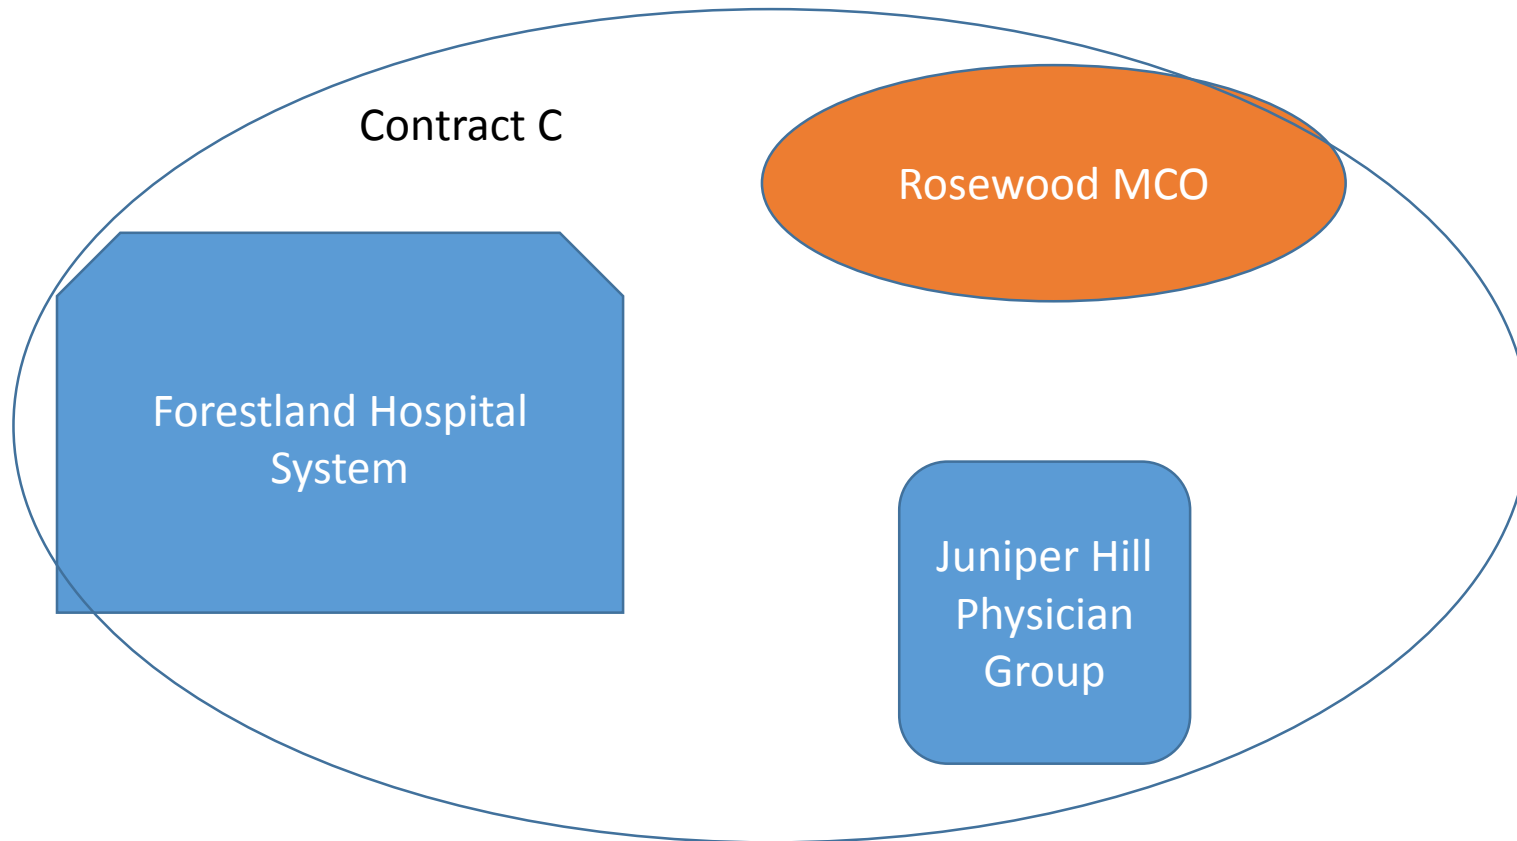 Contract C
Rosewood MCO
Forestland Hospital
System
Juniper Hill
Physician
Group